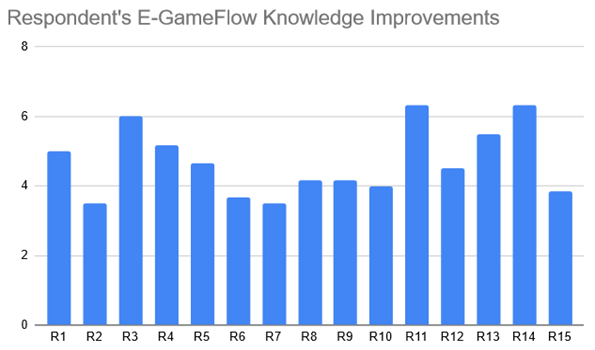 Respondent's E-GameFlow Knowledge Improvements
8
6
4
2
0
R1 R2 R3 R4 R5 R6 R7 R8 R9 R10 R11 R12 R13 R14 R15